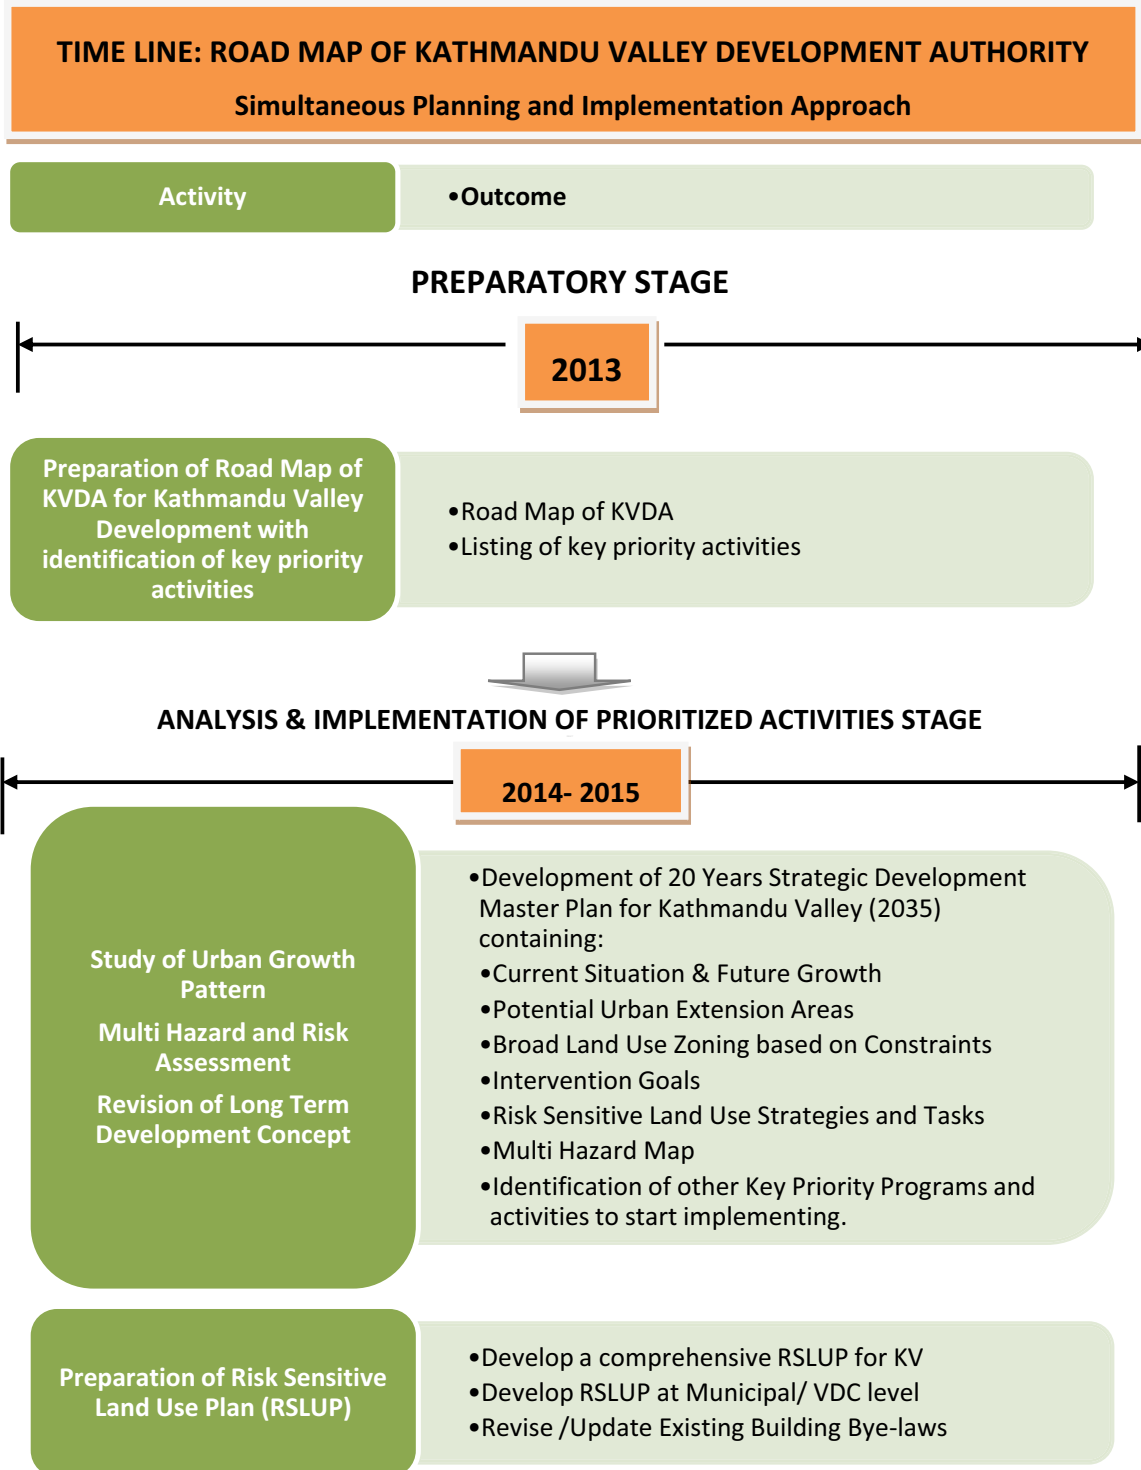 TIME LINE: ROAD MAP OF KATHMANDU VALLEY DEVELOPMENT AUTHORITY
Simultaneous Planning and Implementation Approach
Activity
•Outcome
PREPARATORY STAGE
2013
Preparation of Road Map of
KVDA for Kathmandu Valley
Development with
identification of key priority
activities
•Road Map of KVDA
•Listing of key priority activities
ANALYSIS & IMPLEMENTATION OF PRIORITIZED ACTIVITIES STAGE
2014- 2015
Study of Urban Growth
Pattern
Multi Hazard and Risk
Assessment
Revision of Long Term
Development Concept
•Development of 20 Years Strategic Development
Master Plan for Kathmandu Valley (2035)
containing:
•Current Situation & Future Growth
•Potential Urban Extension Areas
•Broad Land Use Zoning based on Constraints
•Intervention Goals
•Risk Sensitive Land Use Strategies and Tasks
•Multi Hazard Map
•Identification of other Key Priority Programs and
activities to start implementing.
Preparation of Risk Sensitive
Land Use Plan (RSLUP)
•Develop a comprehensive RSLUP for KV
•Develop RSLUP at Municipal/ VDC level
•Revise /Update Existing Building Bye-laws